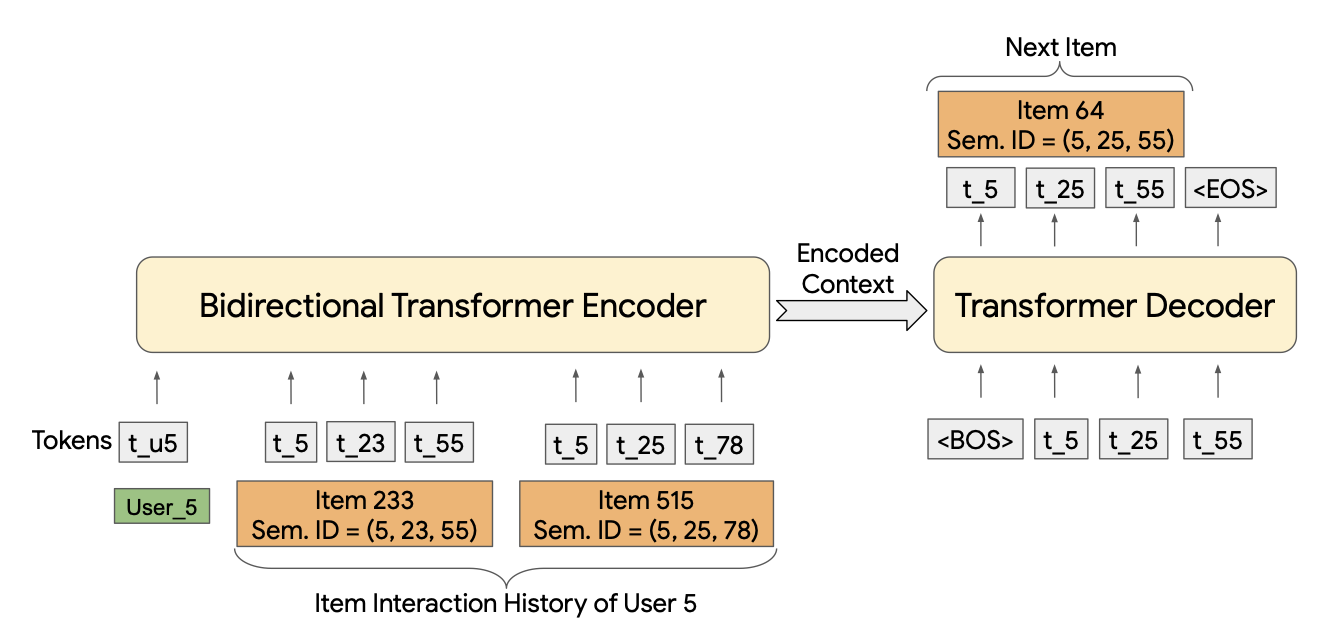 Next Item
Item 64
Sem. ID = (5, 25, 55)
t_5 t_25 t_55 <EOS>
Encoded
Context
Bidirectional Transformer Encoder
Transformer Decoder
Tokens t_u5 t_5 t_23 t_55 t_5 t_25 t_78
<BOS> t_5 t_25 t_55
User_5
Item 233
Sem. ID = (5, 23, 55)
Item 515
Sem. ID = (5, 25, 78)
Item Interaction History of User 5